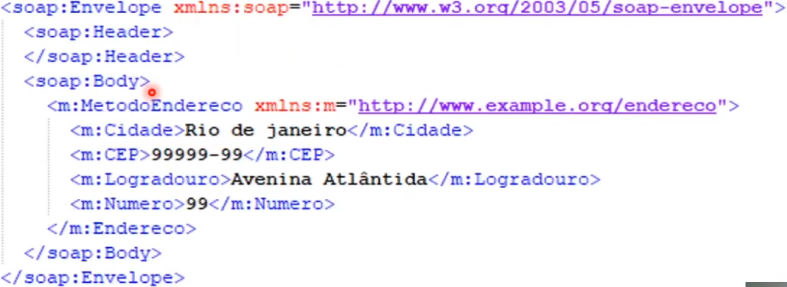 <soap:Envelope xmlns:soap="http://www.w3.org/2003/05/soap-envelope">
<soap:Header>
</soap:Header>
<soap:Body>
<m:MetodoEndereco xmlns:m="http://www.example.org/endereco">
<m:Cidade>Rio de janeiro</m:Cidade>
<m:CEP>99999-99</m:CEP>
<m:Logradouro>Avenina Atlântida</m:Logradouro>
<m:Numero>99</m:Numero>
</m:Endereco>
</soap:Body>
</soap:Envelope>